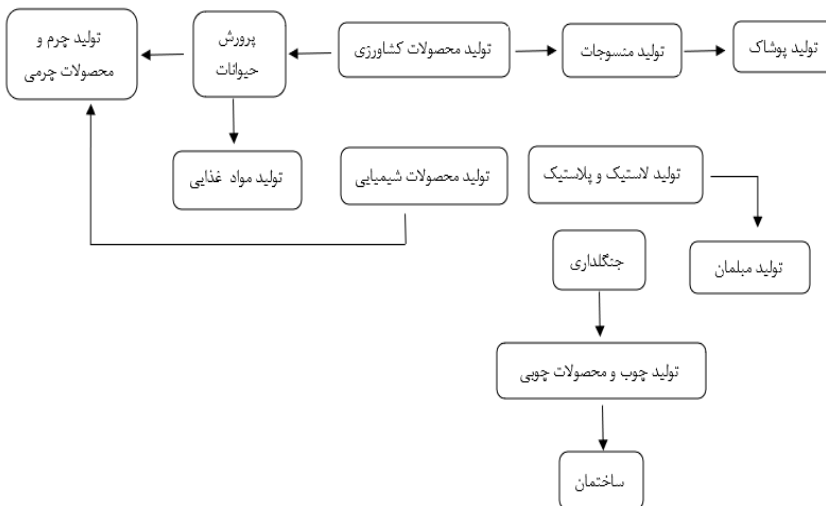 تولید چرم و
محصولات چرمی
پرورش
حیوانات
تولید محصولات کشاورزی
تولید منسوجات
تولید پوشاک
تولید مواد غذایی
تولید محصولات شیمیایی
تولید لاستیک و پلاستیک
جنگلداری
تولید مبلمان
تولید چوب و محصولات چوبی
ساختمان